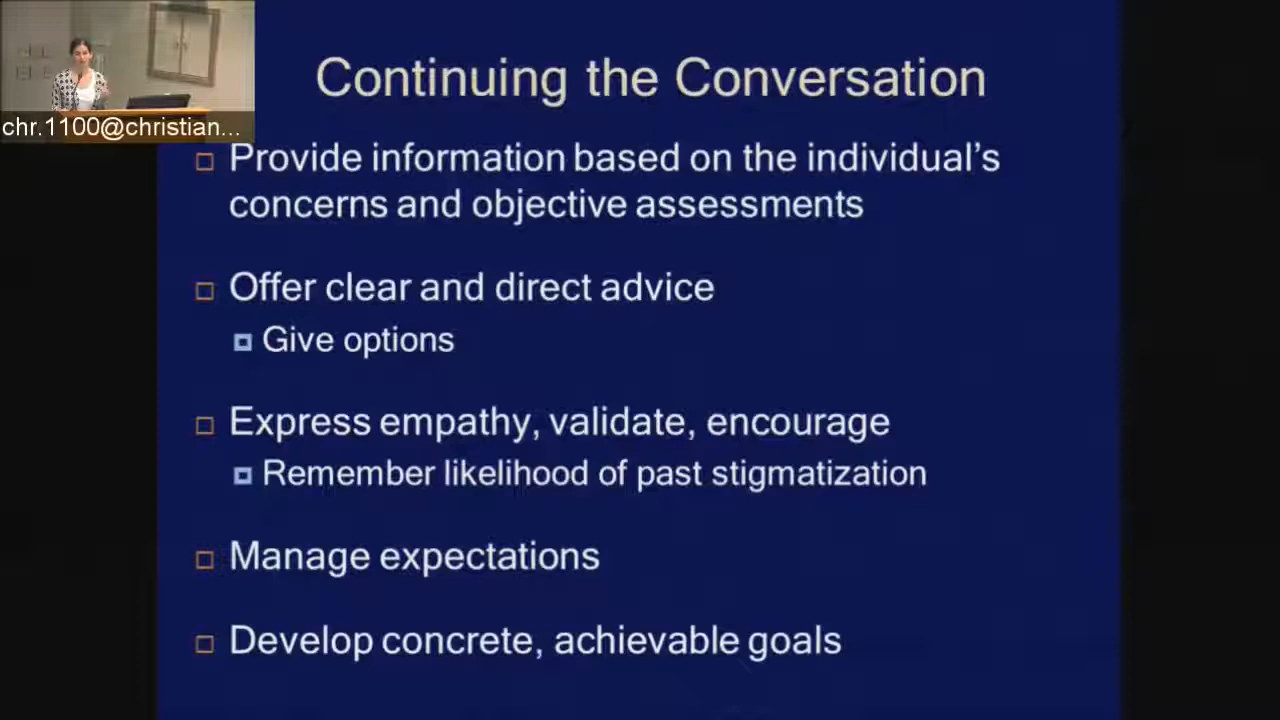 Continuing the Conversation
chr.1100@christian...
Provide information based on the individual's
concerns and objective assessments
Offer clear and direct advice
Give options
Express empathy, validate, encourage
Remember likelihood of past stigmatization
Manage expectations
Develop concrete, achievable goals